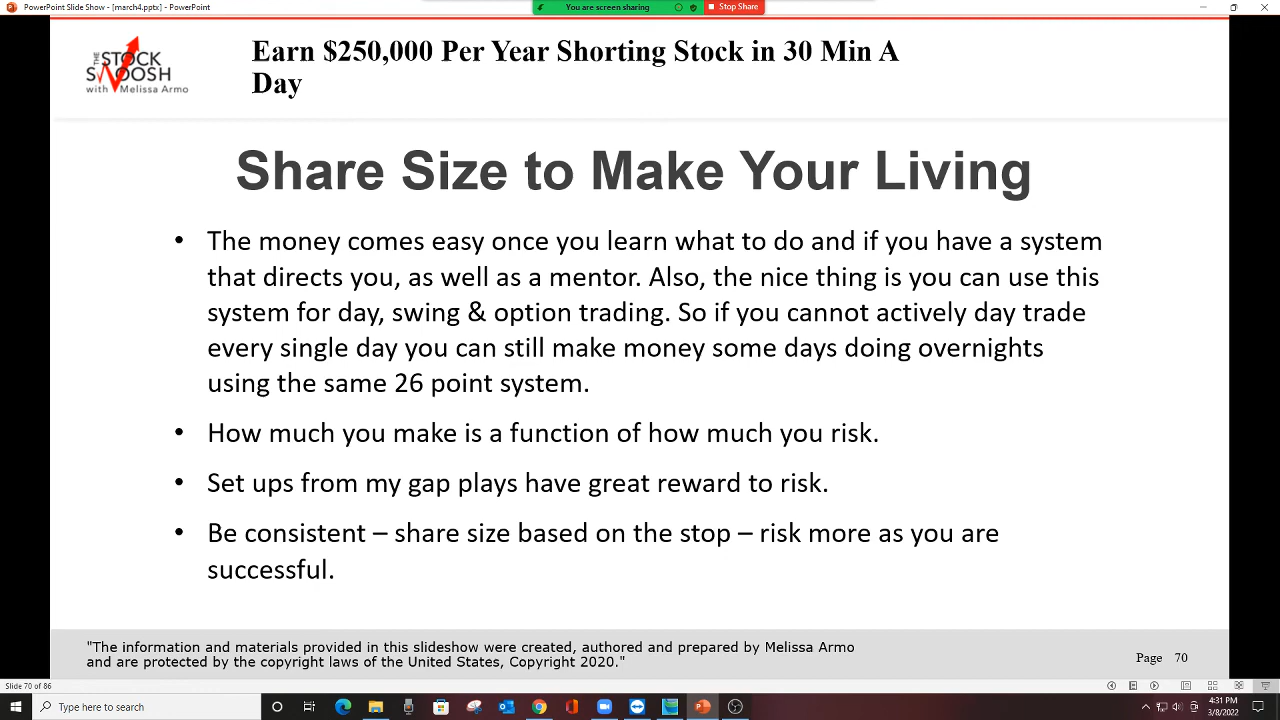 PowerPoint Slide Show - [march4.pptx] - PowerPoint
You are screen sharing
Stop Share
THE
STOCK
SWOOSH
with Melissa Armo
Earn $250,000 Per Year Shorting Stock in 30 Min A
Day
Share Size to Make Your Living
• The money comes easy once you learn what to do and if you have a system
that directs you, as well as a mentor. Also, the nice thing is you can use this
system for day, swing & option trading. So if you cannot actively day trade
every single day you can still make money some days doing overnights
using the same 26 point system.
• How much you make is a function of how much you risk.
• Set ups from my gap plays have great reward to risk.
• Be consistent – share size based on the stop – risk more as you are
successful.
"The information and materials provided in this slideshow were created, authored and prepared by Melissa Armo
and are protected by the copyright laws of the United States, Copyright 2020."
Page 70
Slide 70 of 86
Type here to search
4:31 PM
3/8/2022